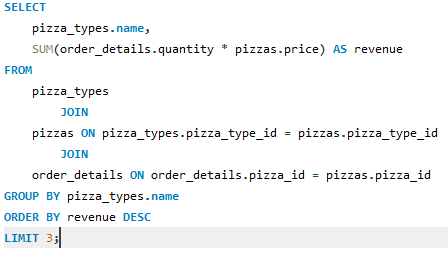 SELECT
pizza_types.name,
SUM(order_details.quantity * pizzas.price) AS revenue
FROM
pizza_types
JOIN
pizzas ON pizza_types.pizza_type_id = pizzas.pizza_type_id
JOIN
order_details ON order_details.pizza_id = pizzas.pizza_id
GROUP BY pizza_types.name
ORDER BY revenue DESC
LIMIT 3;